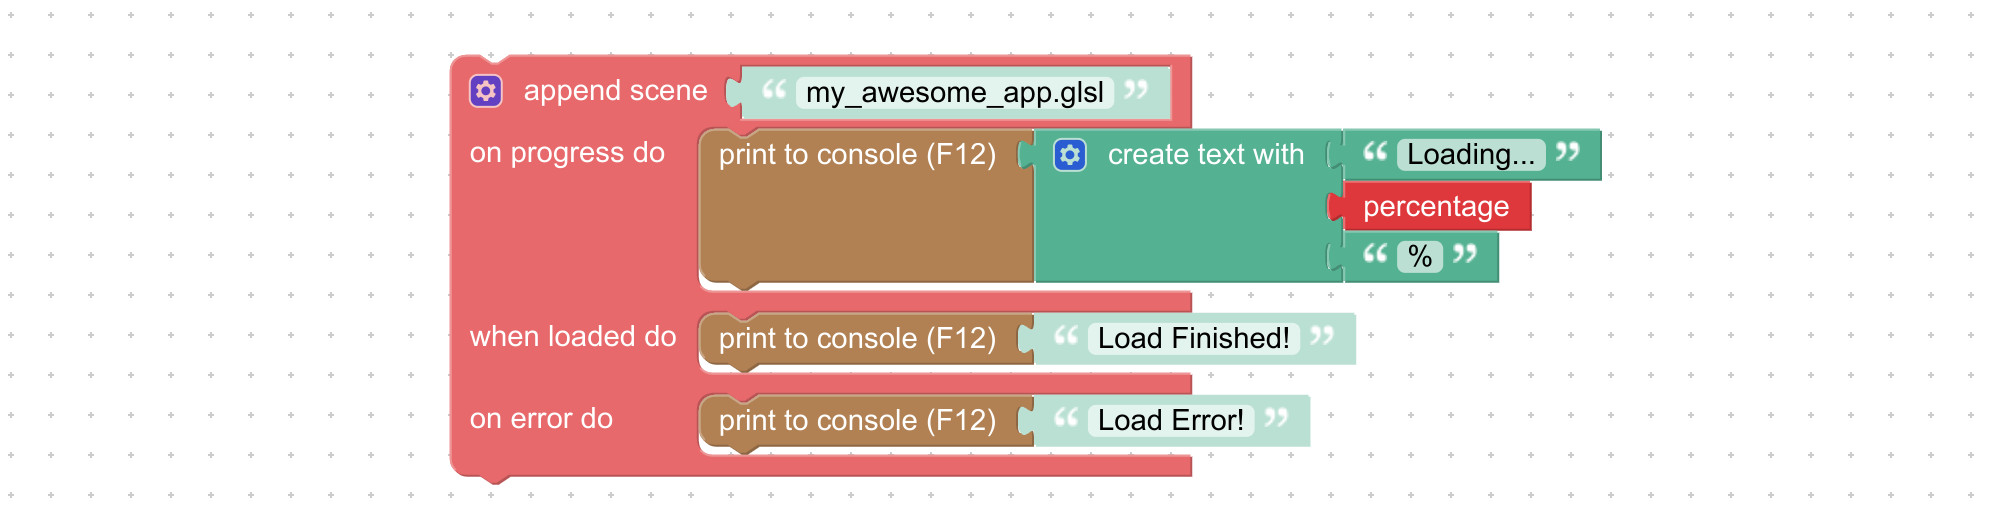 append scene “ my_awesome_app.glsl ”
on progress do print to console (F12) create text with “ Loading... ”
percentage
“ % ”
when loaded do print to console (F12) “ Load Finished! ”
on error do print to console (F12) “ Load Error! ”